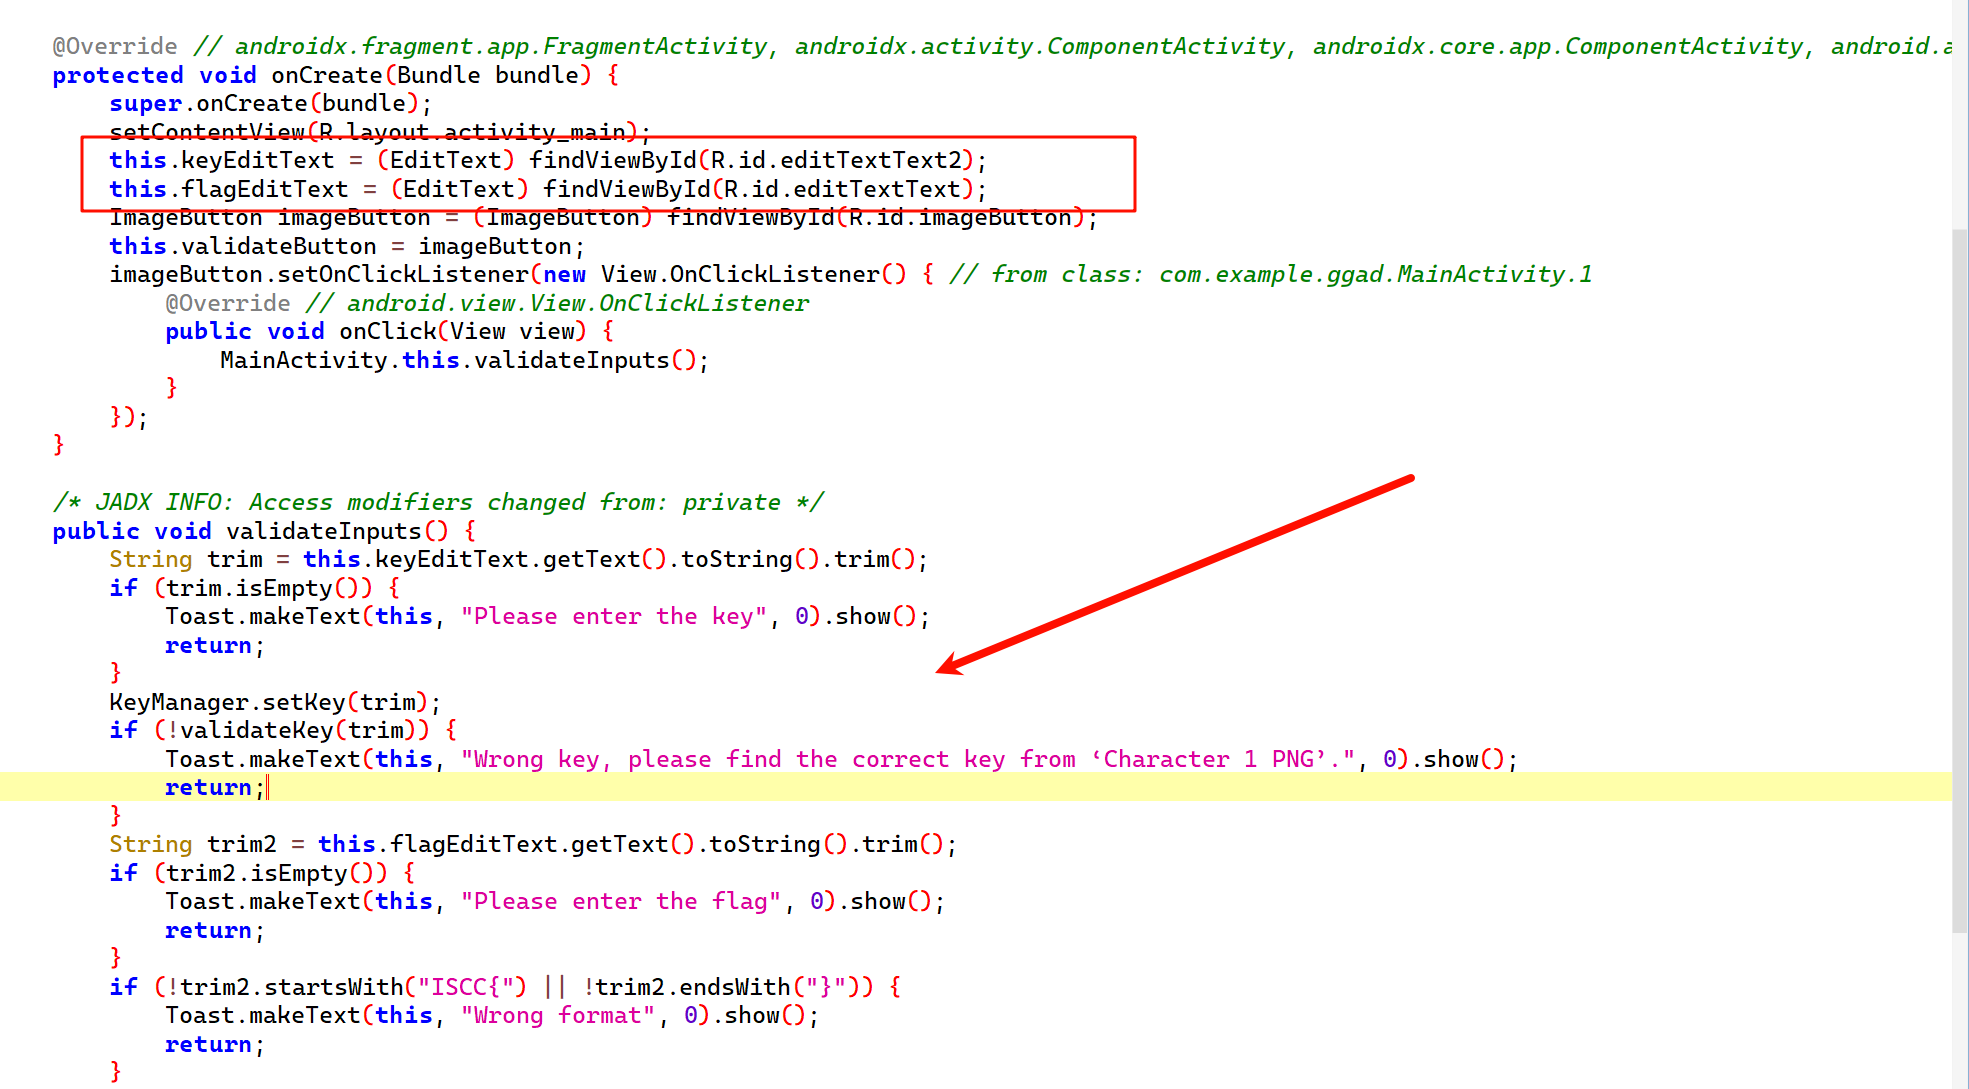 @Override // androidx.fragment.app.FragmentActivity, androidx.activity.ComponentActivity, androidx.core.app.ComponentActivity, android.a
protected void onCreate(Bundle bundle) {
super.onCreate(bundle);
setContentView(R.layout.activity_main);
this.keyEditText = (EditText) findViewById(R.id.editTextText2);
this.flagEditText = (EditText) findViewById(R.id.editTextText);
ImageButton imageButton = (ImageButton) findViewById(R.id.imageButton);
this.validateButton = imageButton;
imageButton.setOnClickListener(new View.OnClickListener() { // from class: com.example.ggad.MainActivity.1
@Override // android.view.View.OnClickListener
public void onClick(View view) {
MainActivity.this.validateInputs();
}
});
}
/* JADX INFO: Access modifiers changed from: private */
public void validateInputs() {
String trim = this.keyEditText.getText().toString().trim();
if (trim.isEmpty()) {
Toast.makeText(this, "Please enter the key", 0).show();
return;
}
KeyManager.setKey(trim);
if (!validateKey(trim)) {
Toast.makeText(this, "Wrong key, please find the correct key from ‘Character 1 PNG’.", 0).show();
return;
}
String trim2 = this.flagEditText.getText().toString().trim();
if (trim2.isEmpty()) {
Toast.makeText(this, "Please enter the flag", 0).show();
return;
}
if (!trim2.startsWith("ISCC{") || !trim2.endsWith("}")) {
Toast.makeText(this, "Wrong format", 0).show();
return;
}